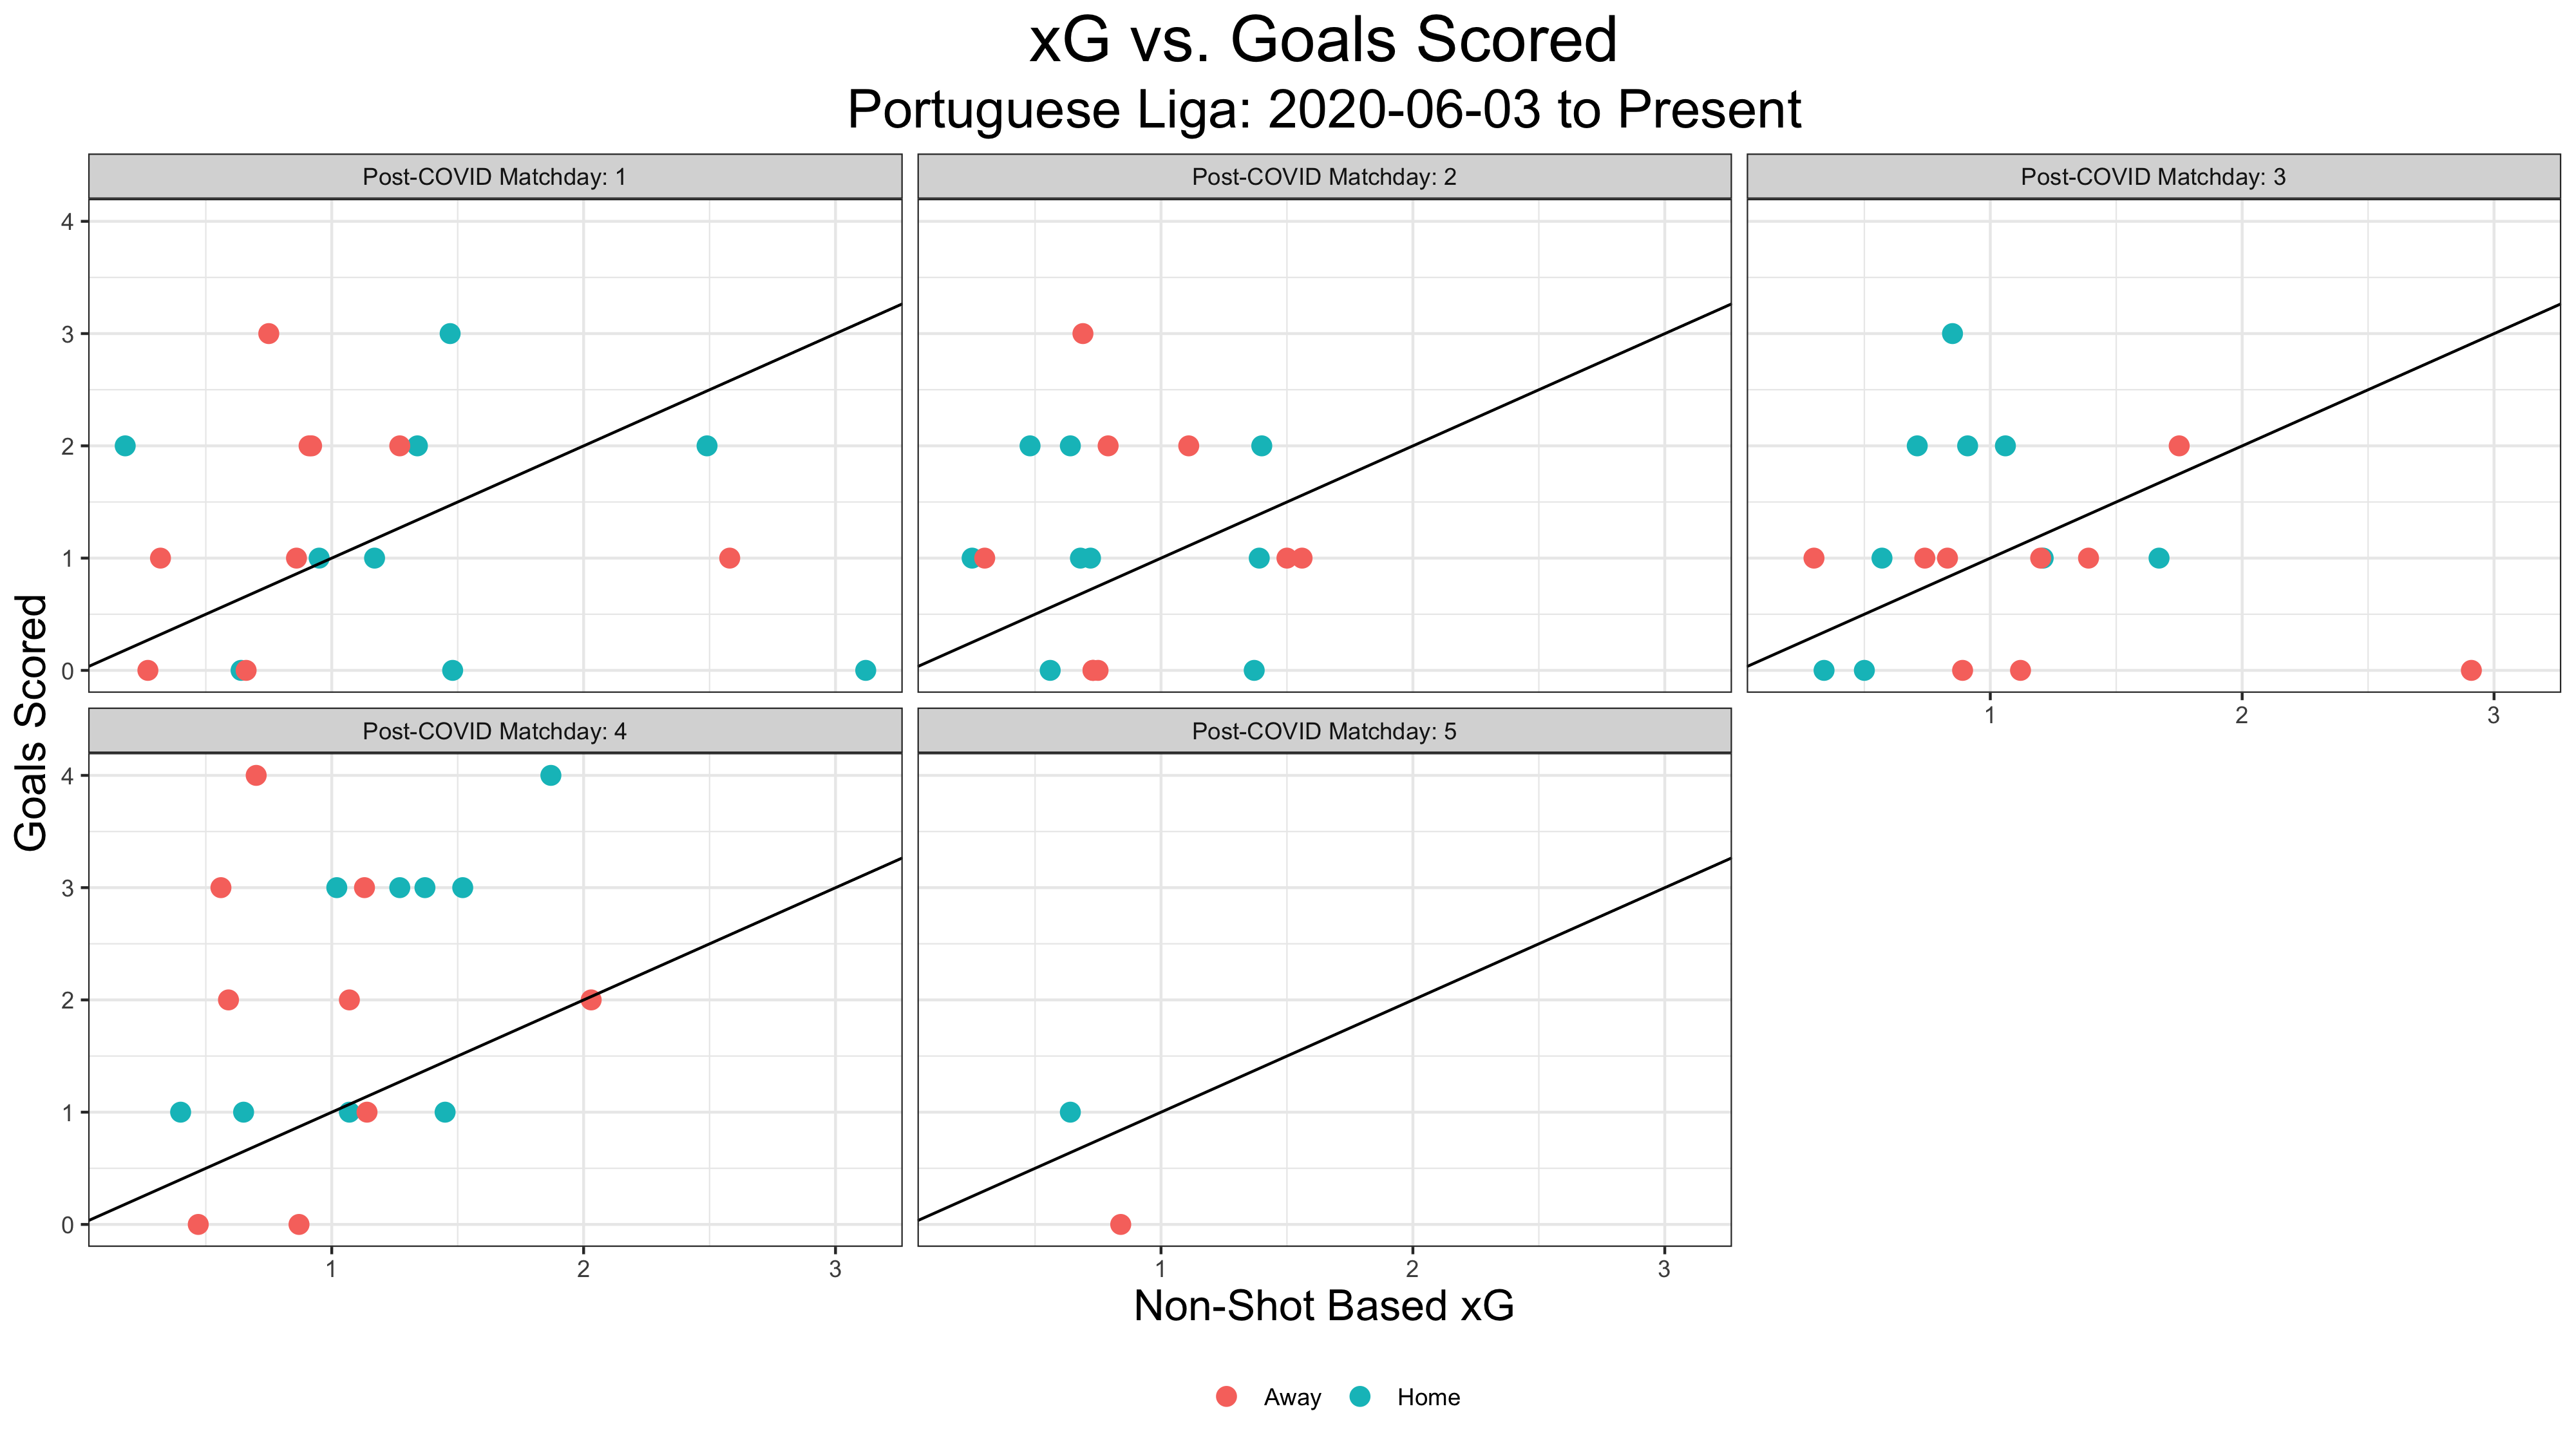 xG vs. Goals Scored
Portuguese Liga: 2020-06-03 to Present
Post-COVID Matchday: 1
Post-COVID Matchday: 2
Post-COVID Matchday: 3
4
3
2
1
0
1
2
3
Post-COVID Matchday: 4
Post-COVID Matchday: 5
4
3
2
1
0
1
2
3
1
2
3
Goals Scored
Non-Shot Based xG
Away
Home